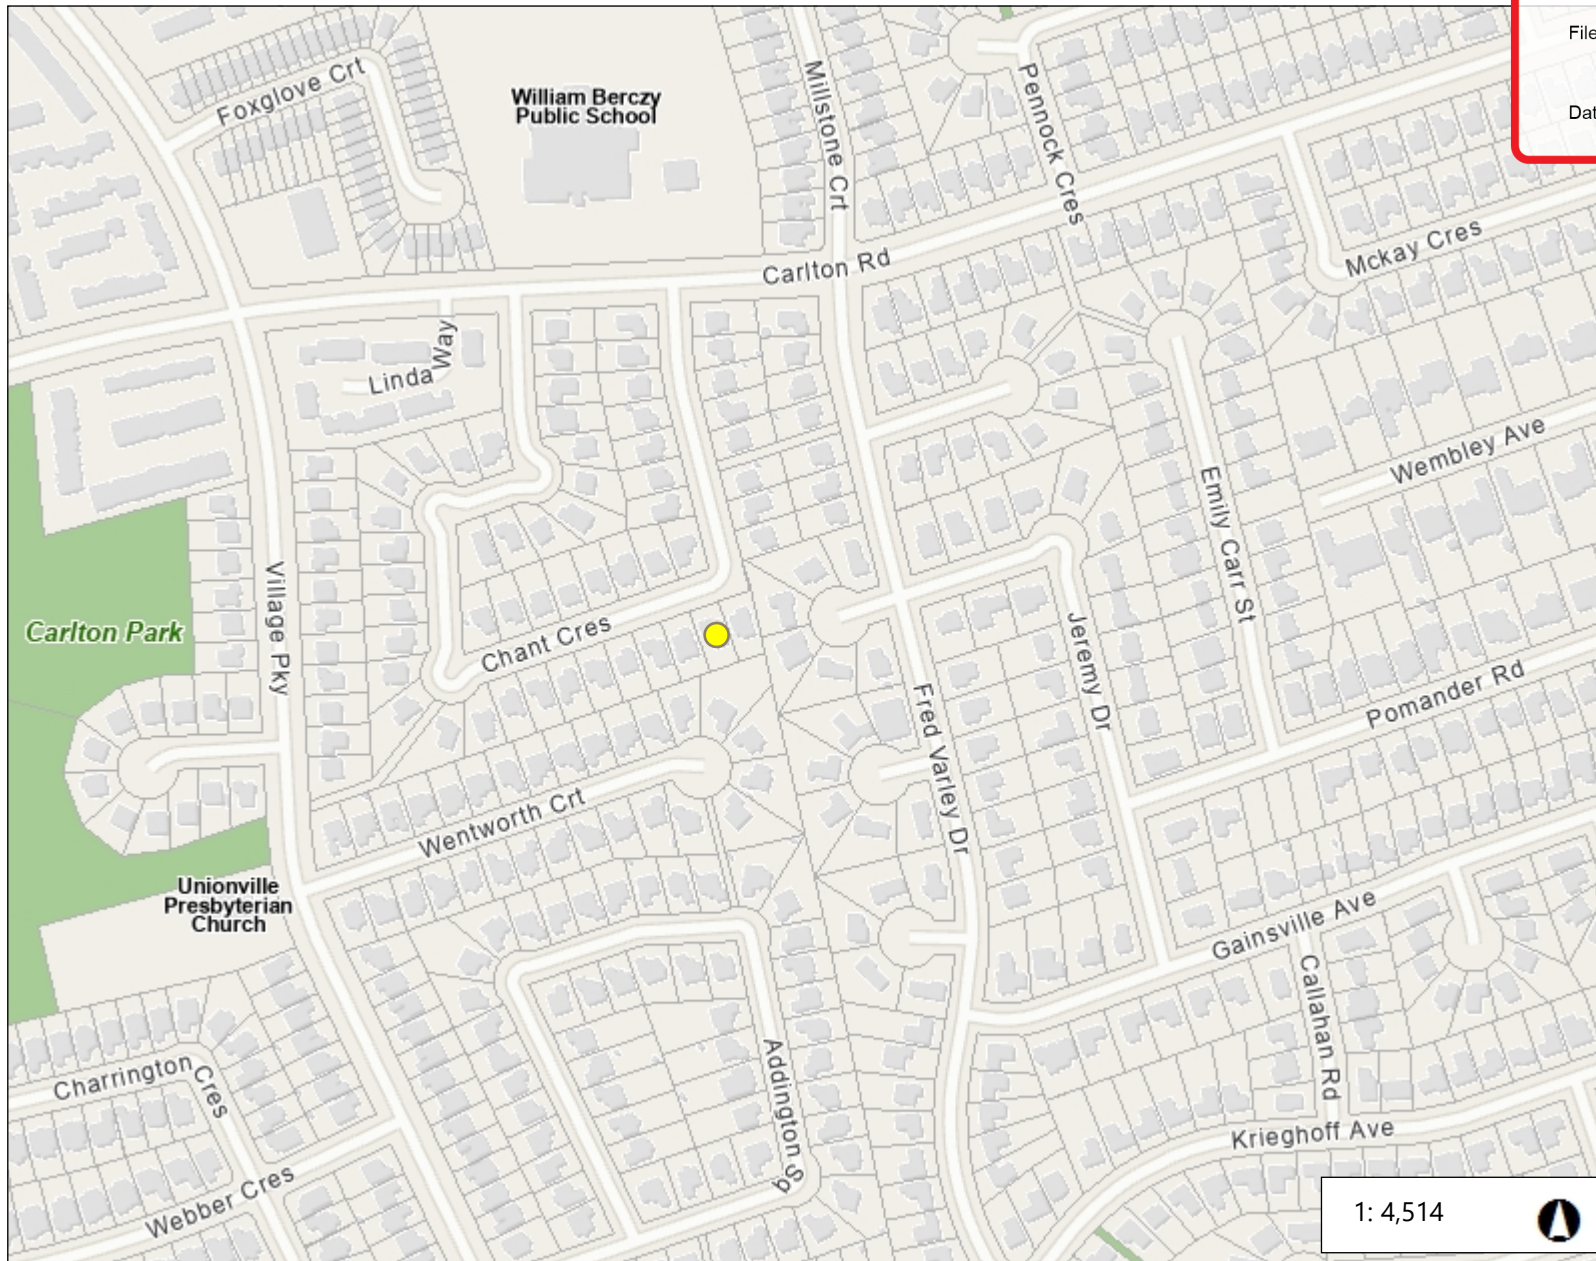 File
Dat
Foxglove Crt
William Berczy
Public School
Millstone Crt
Pennock Cres
Carlton Rd
Mckay Cres
Linda Way
Wembley Ave
Emily Carr St
Village Pky
Carlton Park
Chant Cres
Jeremy Dr
Fred Varley Dr
Pomander Rd
Wentworth Crt
Unionville
Presbyterian
Church
Gainsville Ave
Callahan Rd
Charrington Cres
Addington Sq
Krieghoff Ave
Webber Cres
1: 4,514